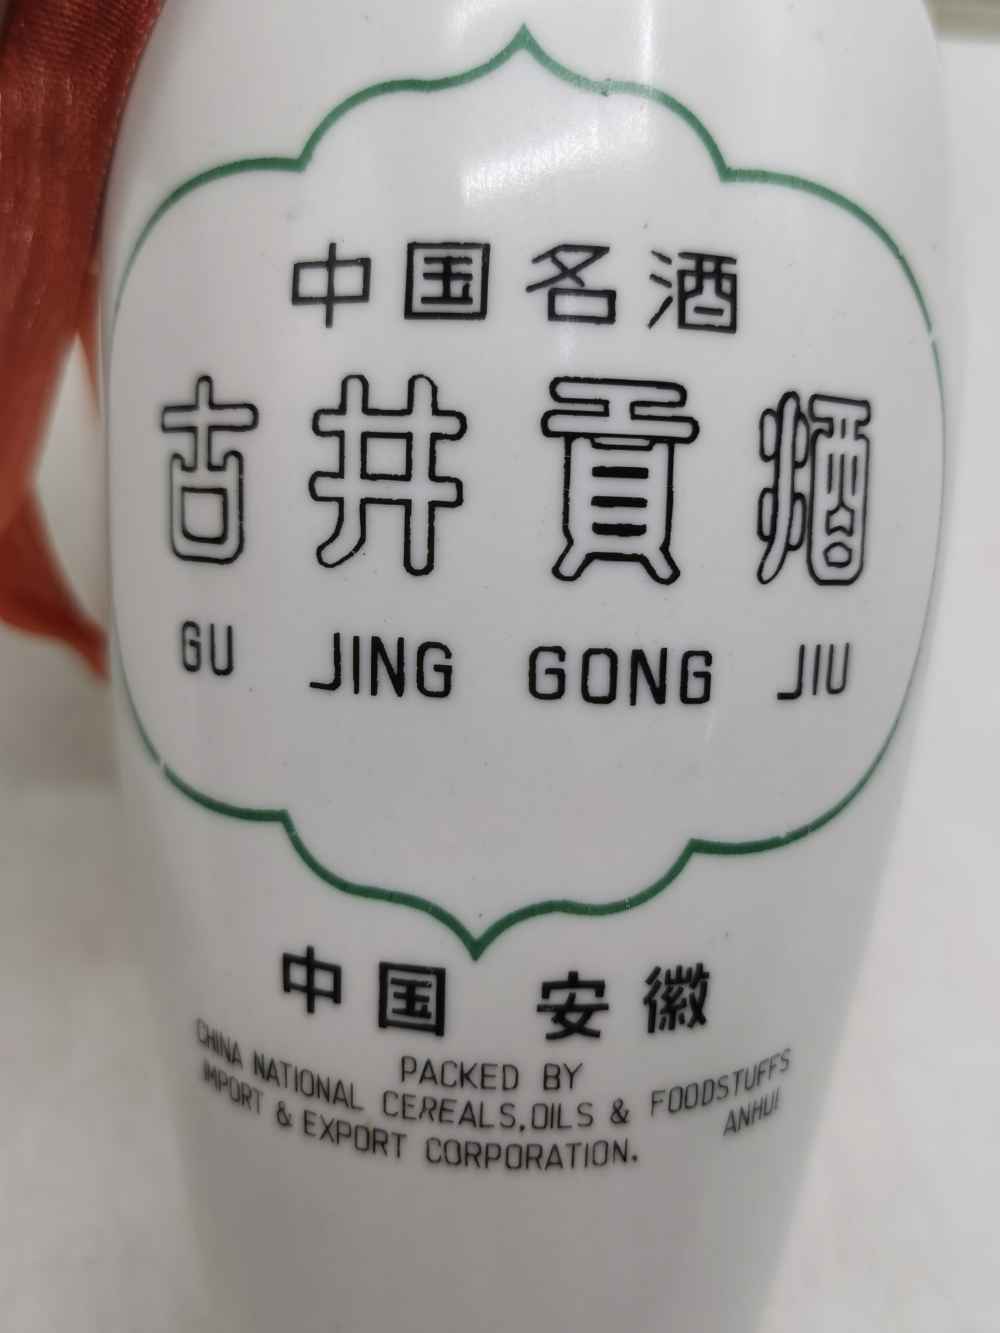 中国名酒
古井貢酒
GU JING GONG JIU
中国 安徽
PACKED BY
CHINA NATIONAL CEREALS,OILS & FOODSTUFFS
IMPORT & EXPORT CORPORATION. ANHUI